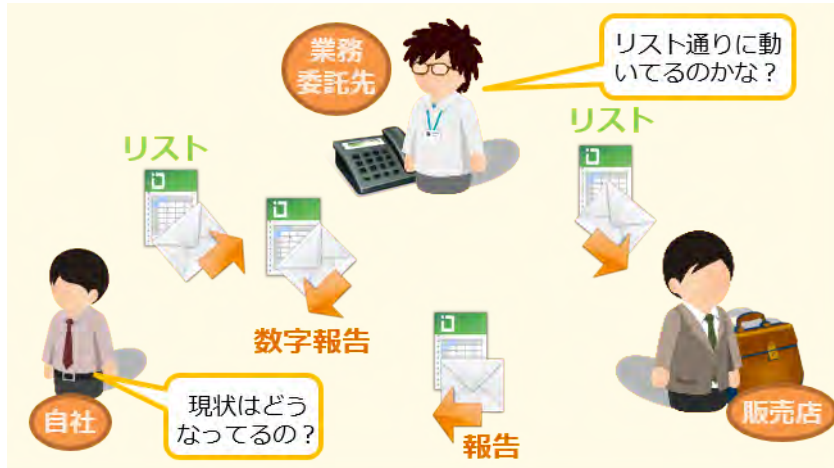 業務
委託先
リスト通りに動
いてるのかな？
リスト
リスト
数字報告
自社
現状はどう
なってるの？
報告
販売店